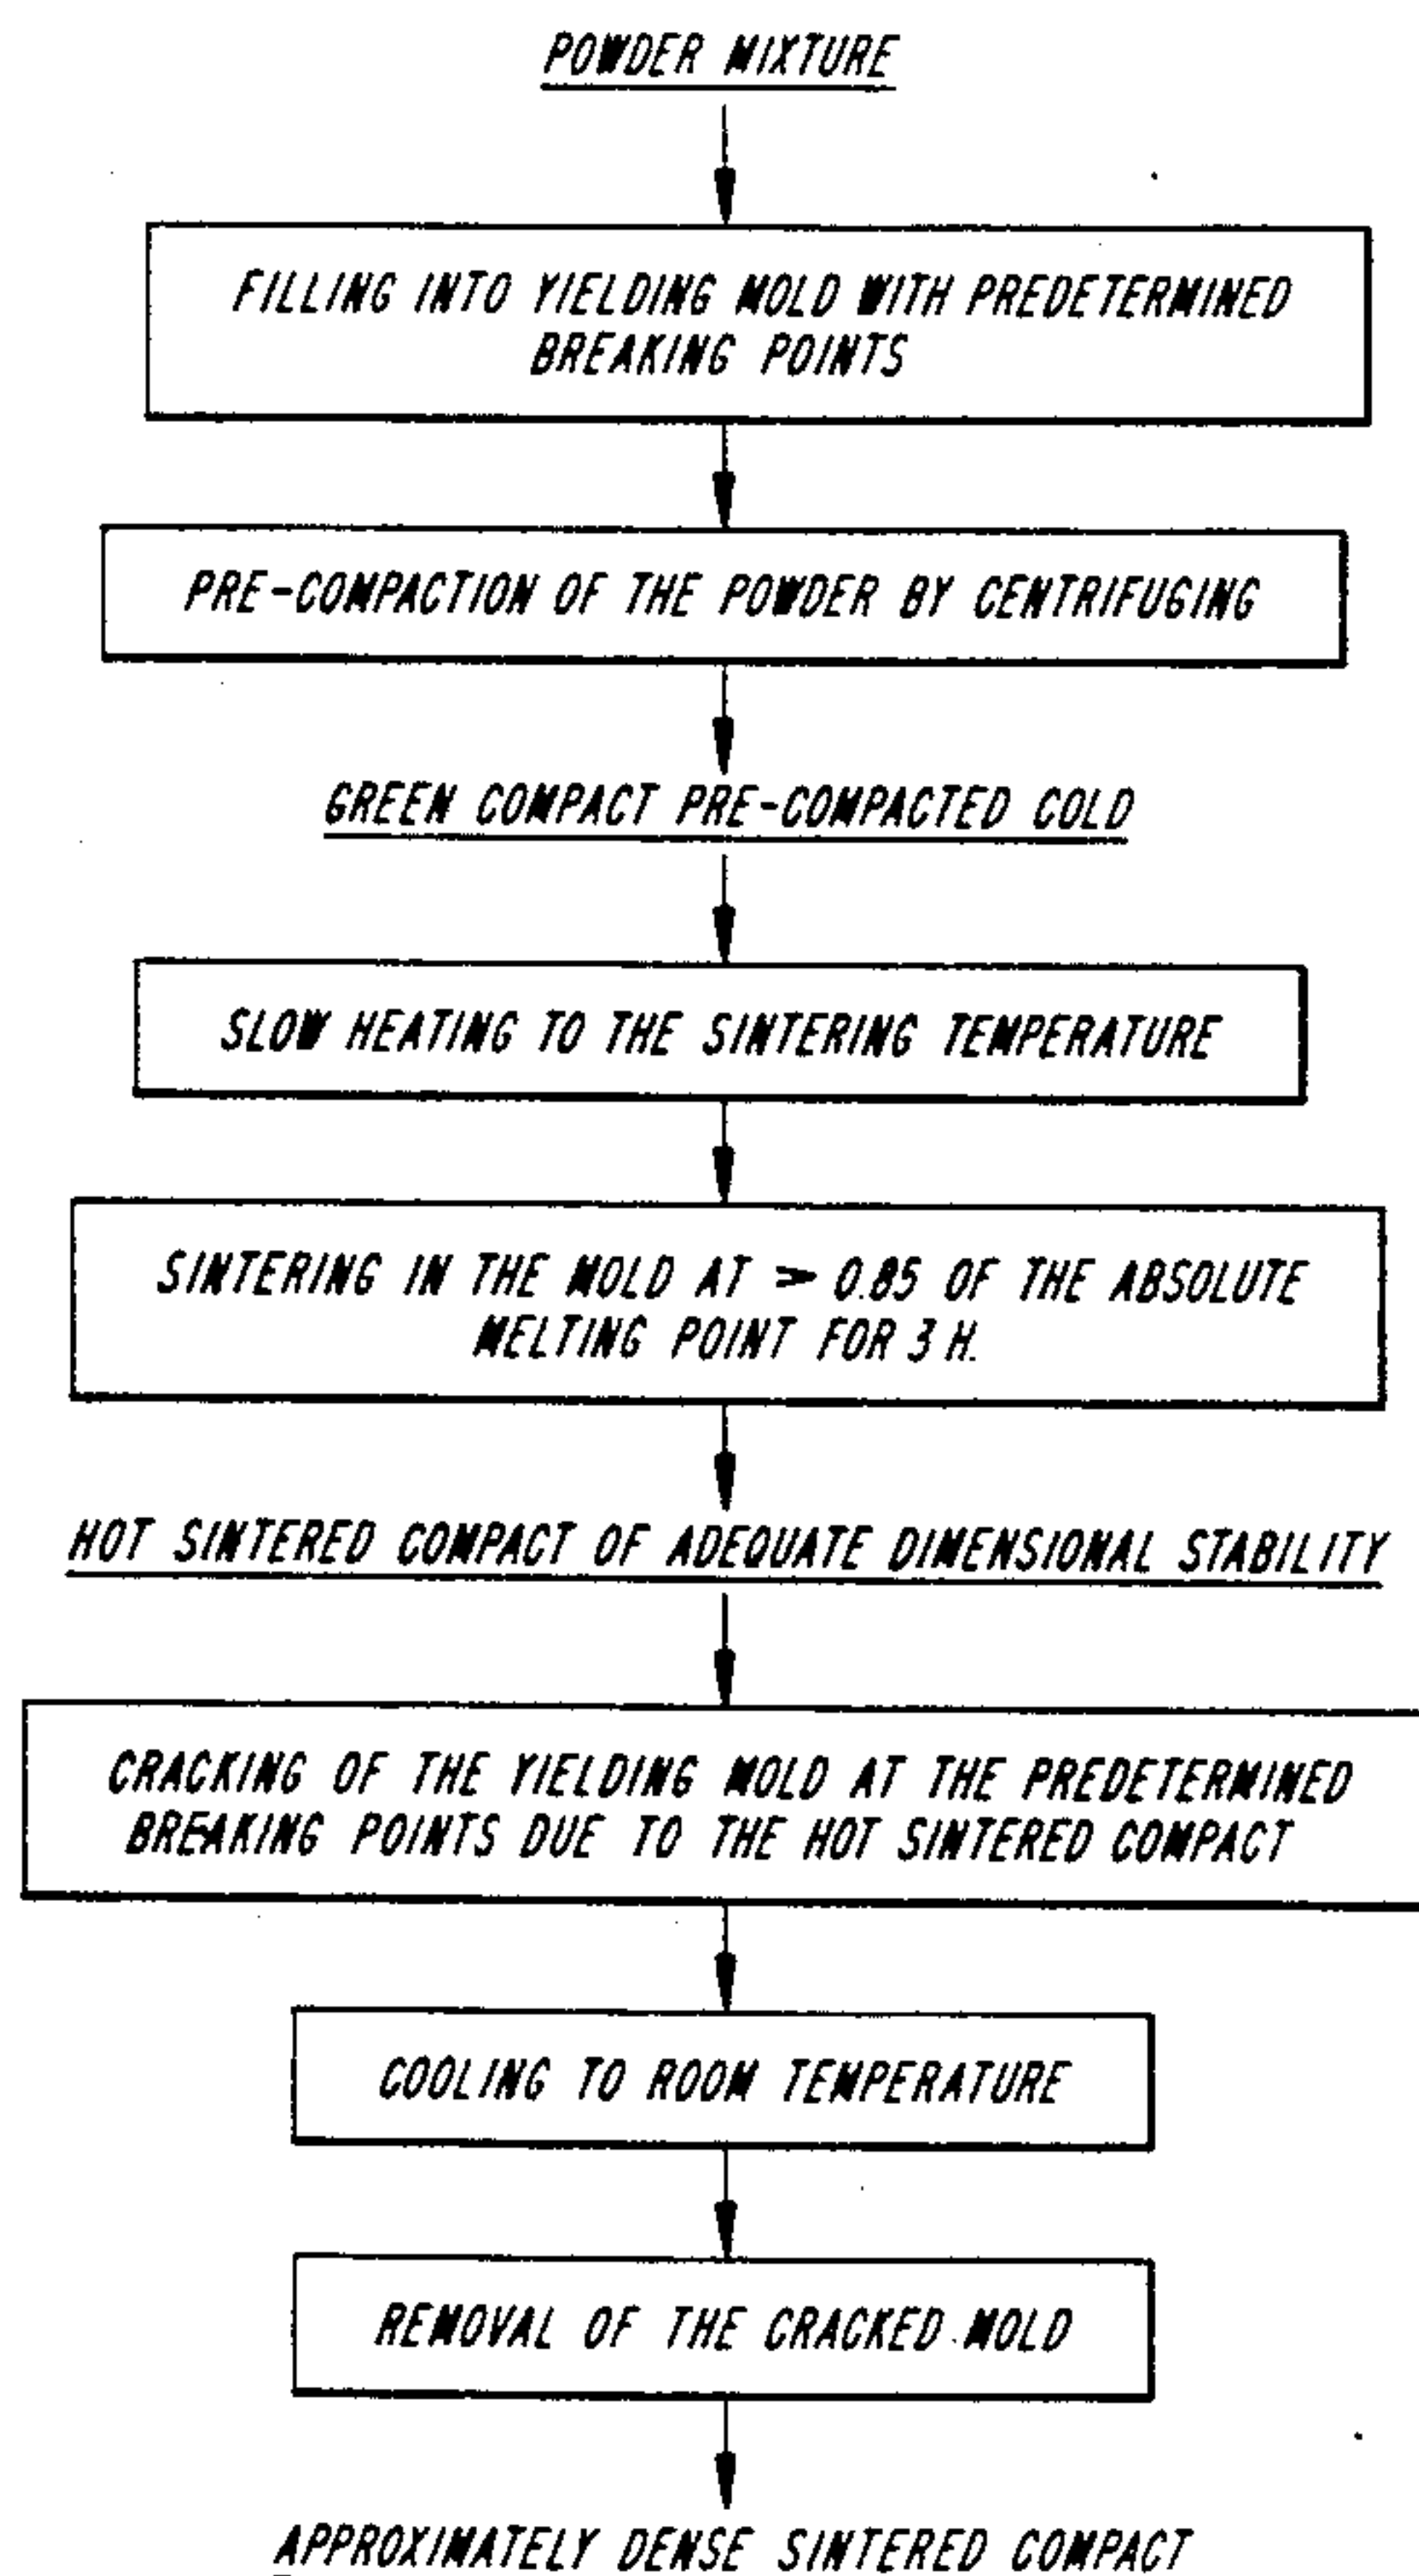 POWDER MIXTURE
FILLING INTO YIELDING MOLD WITH PREDETERMINED
BREAKING POINTS
PRE-COMPACTION OF THE POWDER BY CENTRIFUGING
GREEN COMPACT PRE-COMPACTED COLD
SLOW HEATING TO THE SINTERING TEMPERATURE
SINTERING IN THE MOLD AT > 0.85 OF THE ABSOLUTE
MELTING POINT FOR 3 H.
HOT SINTERED COMPACT OF ADEQUATE DIMENSIONAL STABILITY
CRACKING OF THE YIELDING MOLD AT THE PREDETERMINED
BREAKING POINTS DUE TO THE HOT SINTERED COMPACT
COOLING TO ROOM TEMPERATURE
REMOVAL OF THE CRACKED MOLD
APPROXIMATELY DENSE SINTERED COMPACT